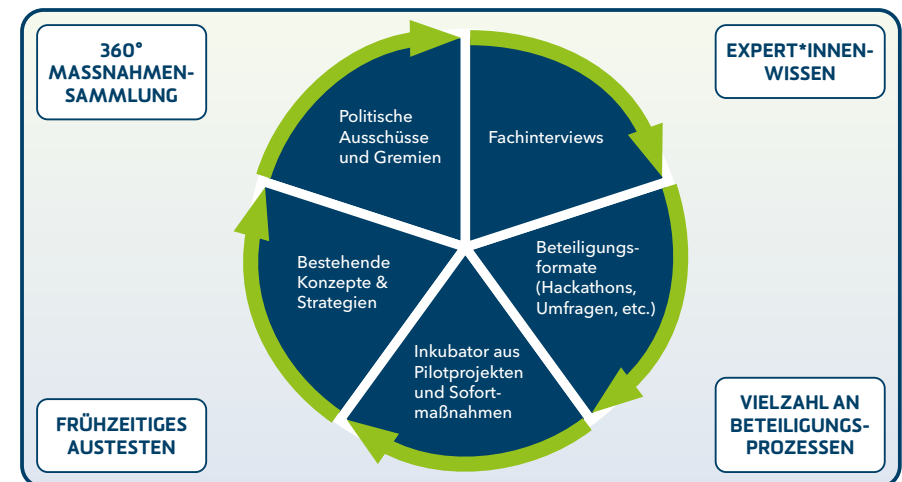 360°
MASSNAHMEN-
SAMMLUNG
EXPERT*INNEN-
WISSEN
Politische
Ausschüsse
und Gremien
Fachinterviews
Beteiligungs-
formate
(Hackathons,
Umfragen, etc.)
Bestehende
Konzepte &
Strategien
Inkubator aus
Pilotprojekten
und Sofort-
maßnahmen
FRÜHZEITIGES
AUSTESTEN
VIELZAHL AN
BETEILIGUNGS-
PROZESSEN